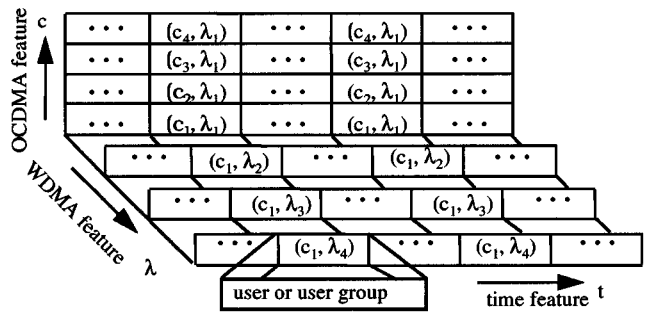 c
OCDMA feature
··· (c₄, λ₁) ··· (c₄, λ₁) ···
··· (c₃, λ₁) ··· (c₃, λ₁) ···
··· (c₂, λ₁) ··· (c₂, λ₁) ···
··· (c₁, λ₁) ··· (c₁, λ₁) ···
··· (c₁, λ₂) ··· (c₁, λ₂) ···
··· (c₁, λ₃) ··· (c₁, λ₃) ···
··· (c₁, λ₄) ··· (c₁, λ₄) ···
WDMA feature
λ
user or user group
time feature t